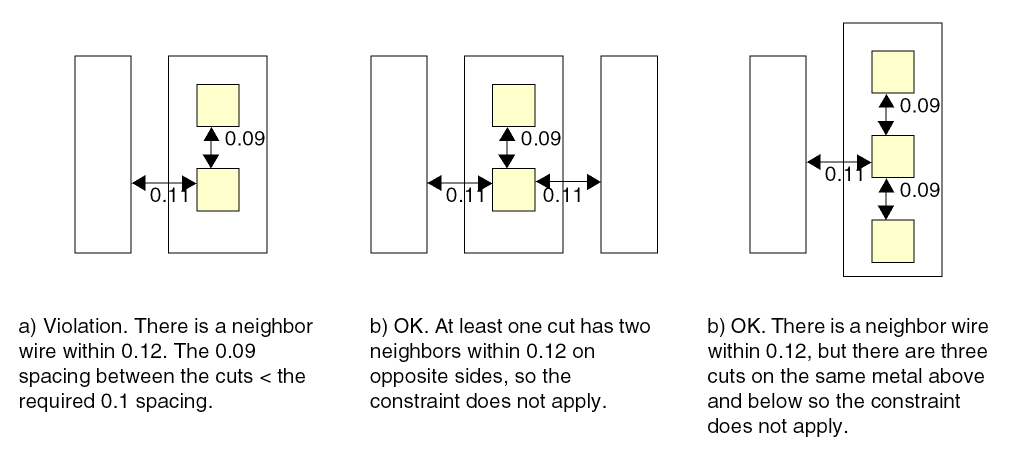 0.09
0.11
0.09
0.11
0.11
0.09
0.11
0.09
a) Violation. There is a neighbor
wire within 0.12. The 0.09
spacing between the cuts < the
required 0.1 spacing.
b) OK. At least one cut has two
neighbors within 0.12 on
opposite sides, so the
constraint does not apply.
b) OK. There is a neighbor wire
within 0.12, but there are three
cuts on the same metal above
and below so the constraint
does not apply.